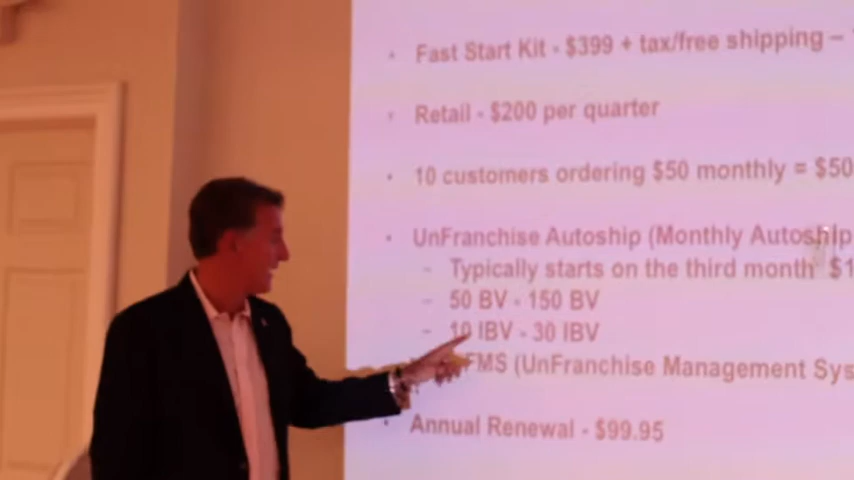 • Fast Start Kit - $399 + tax/free shipping –
• Retail - $200 per quarter
• 10 customers ordering $50 monthly = $50
• UnFranchise Autoship (Monthly Autoship
– Typically starts on the third month $1
– 50 BV - 150 BV
– 10 IBV - 30 IBV
FMS (UnFranchise Management Sys
• Annual Renewal - $99.95